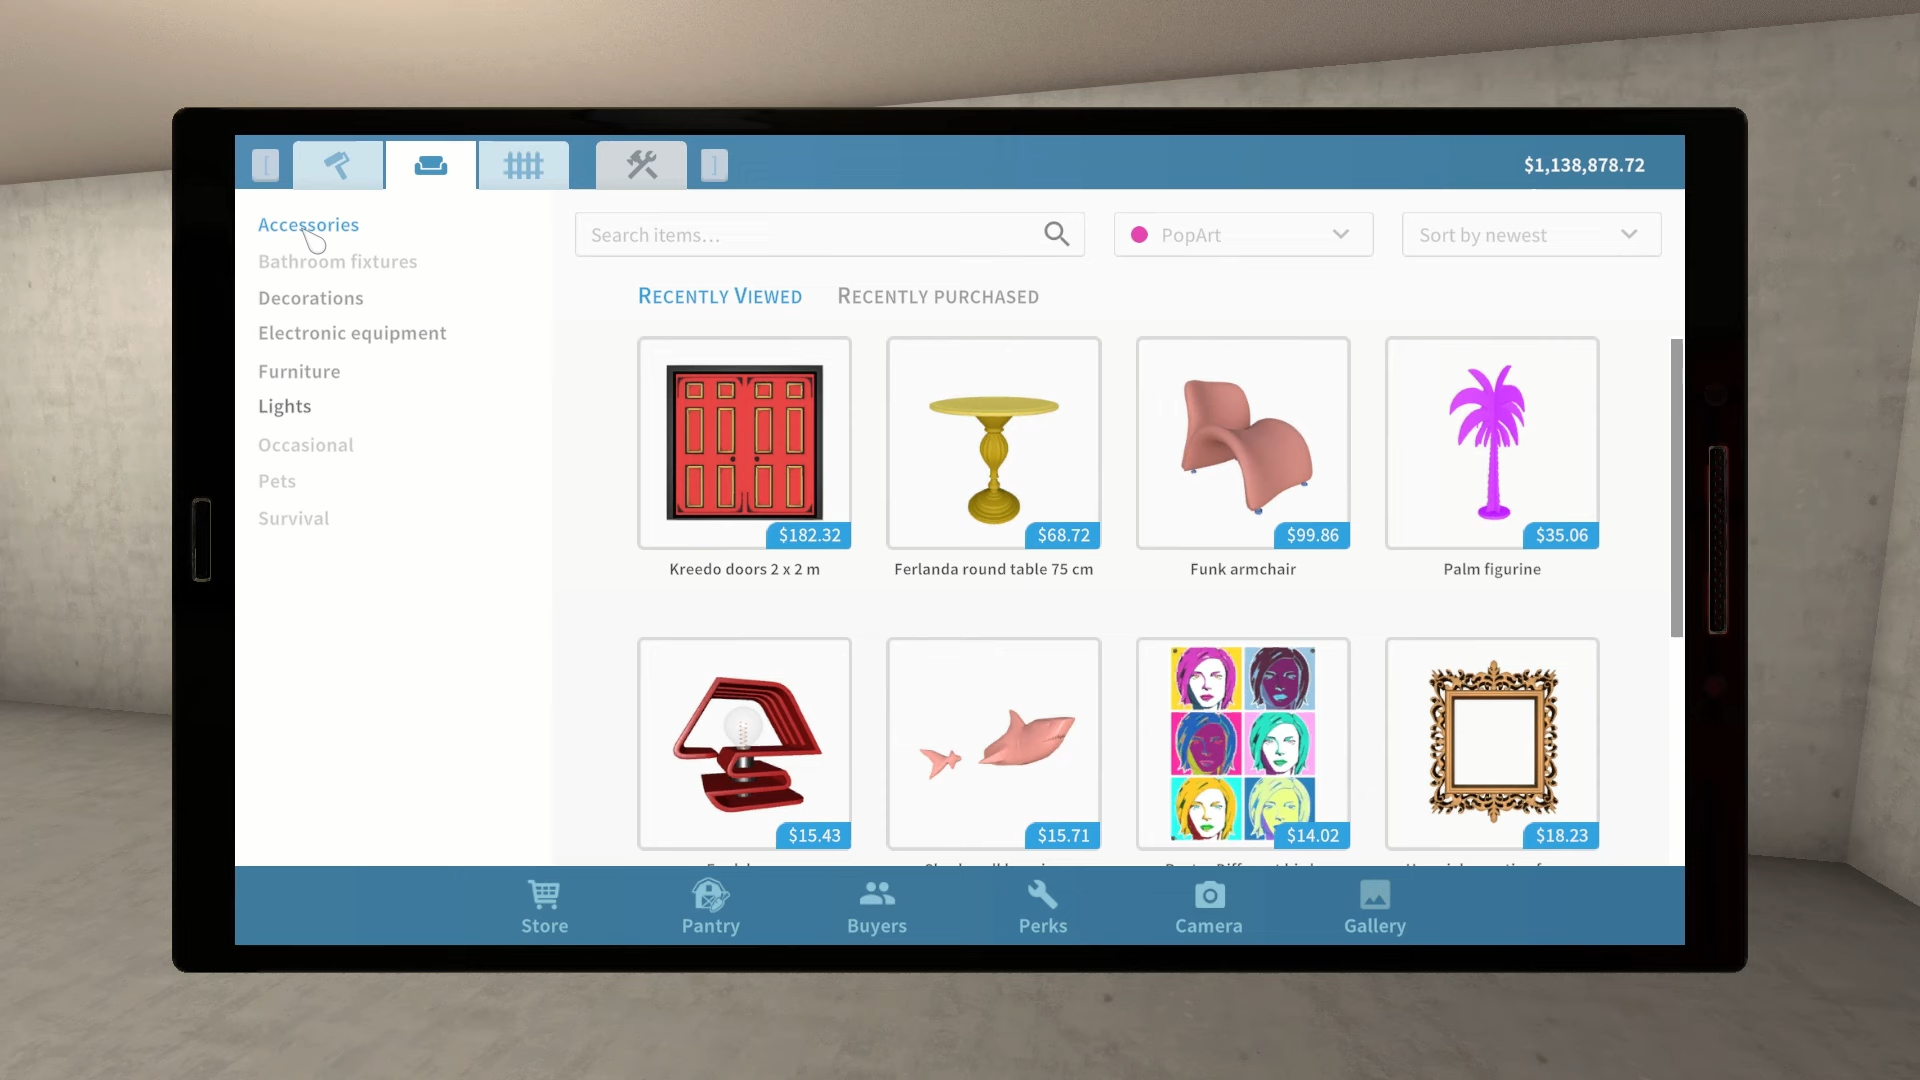 [
]
$1,138,878.72
Accessories
Bathroom fixtures
Decorations
Electronic equipment
Furniture
Lights
Occasional
Pets
Survival
Search items...
PopArt
Sort by newest
RECENTLY VIEWED
RECENTLY PURCHASED
$182.32
$68.72
$99.86
$35.06
Kreedo doors 2 x 2 m
Ferlanda round table 75 cm
Funk armchair
Palm figurine
$15.43
$15.71
$14.02
$18.23
Store
Pantry
Buyers
Perks
Camera
Gallery